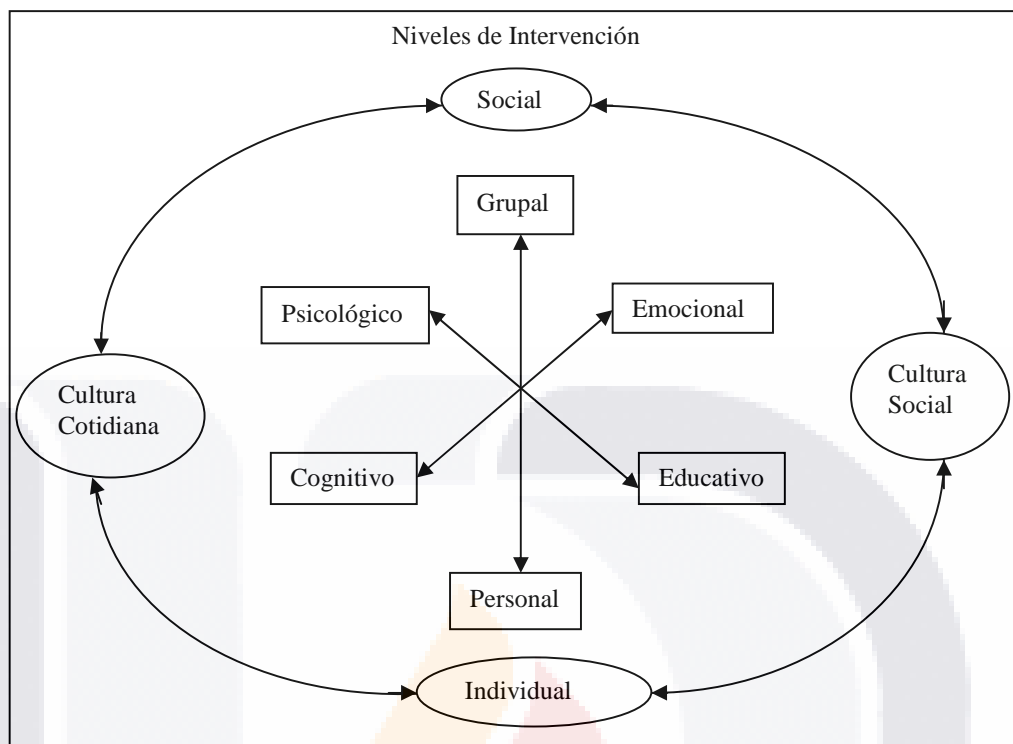 Niveles de Intervención
Social
Grupal
Psicológico
Emocional
Cultura
Cotidiana
Cultura
Social
Cognitivo
Educativo
Personal
Individual